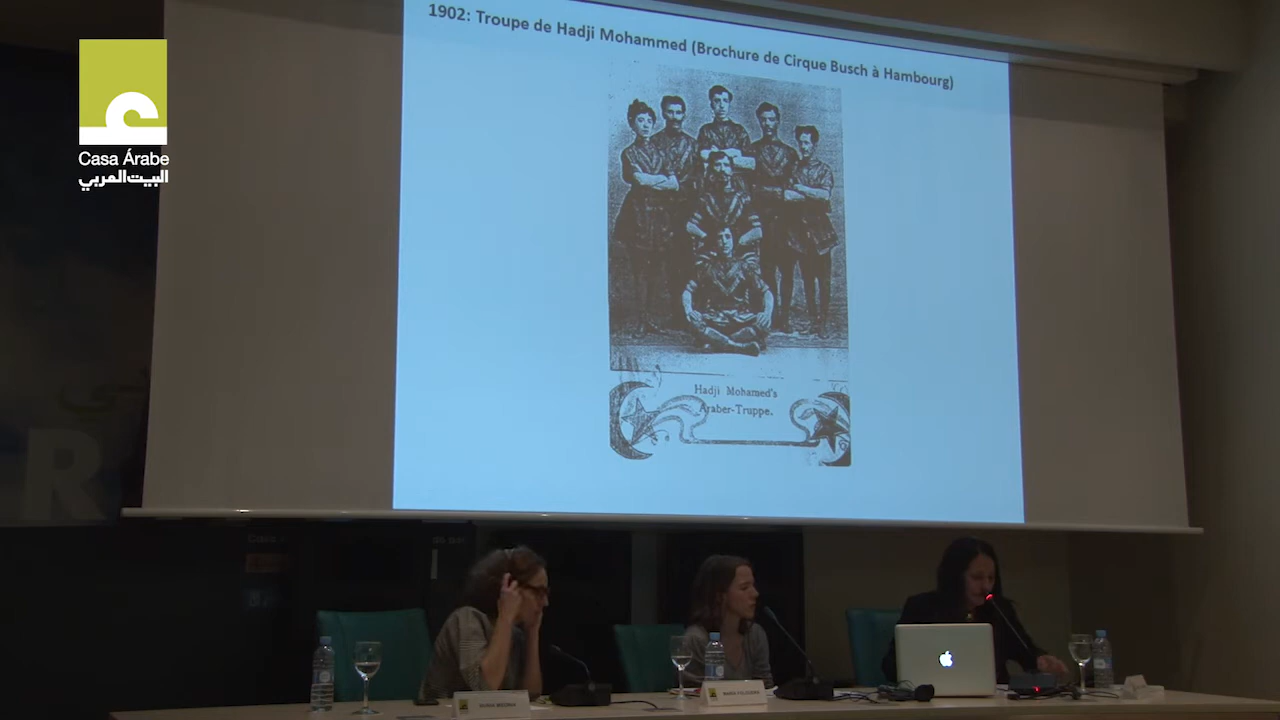 1902: Troupe de Hadji Mohammed (Brochure de Cirque Busch à Hambourg)
Casa Árabe
البيت العربي
Hadji Mohamed's
Araber-Truppe.
R